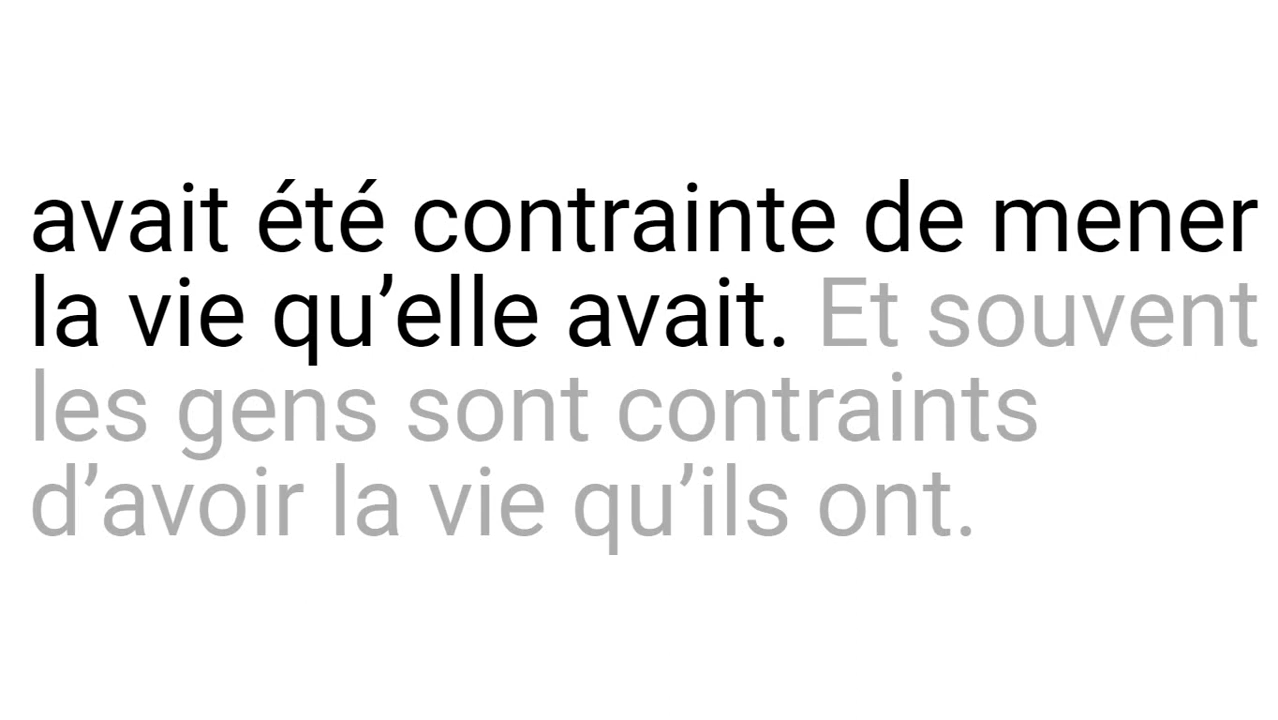 avait été contrainte de mener
la vie qu’elle avait. Et souvent
les gens sont contraints
d’avoir la vie qu’ils ont.